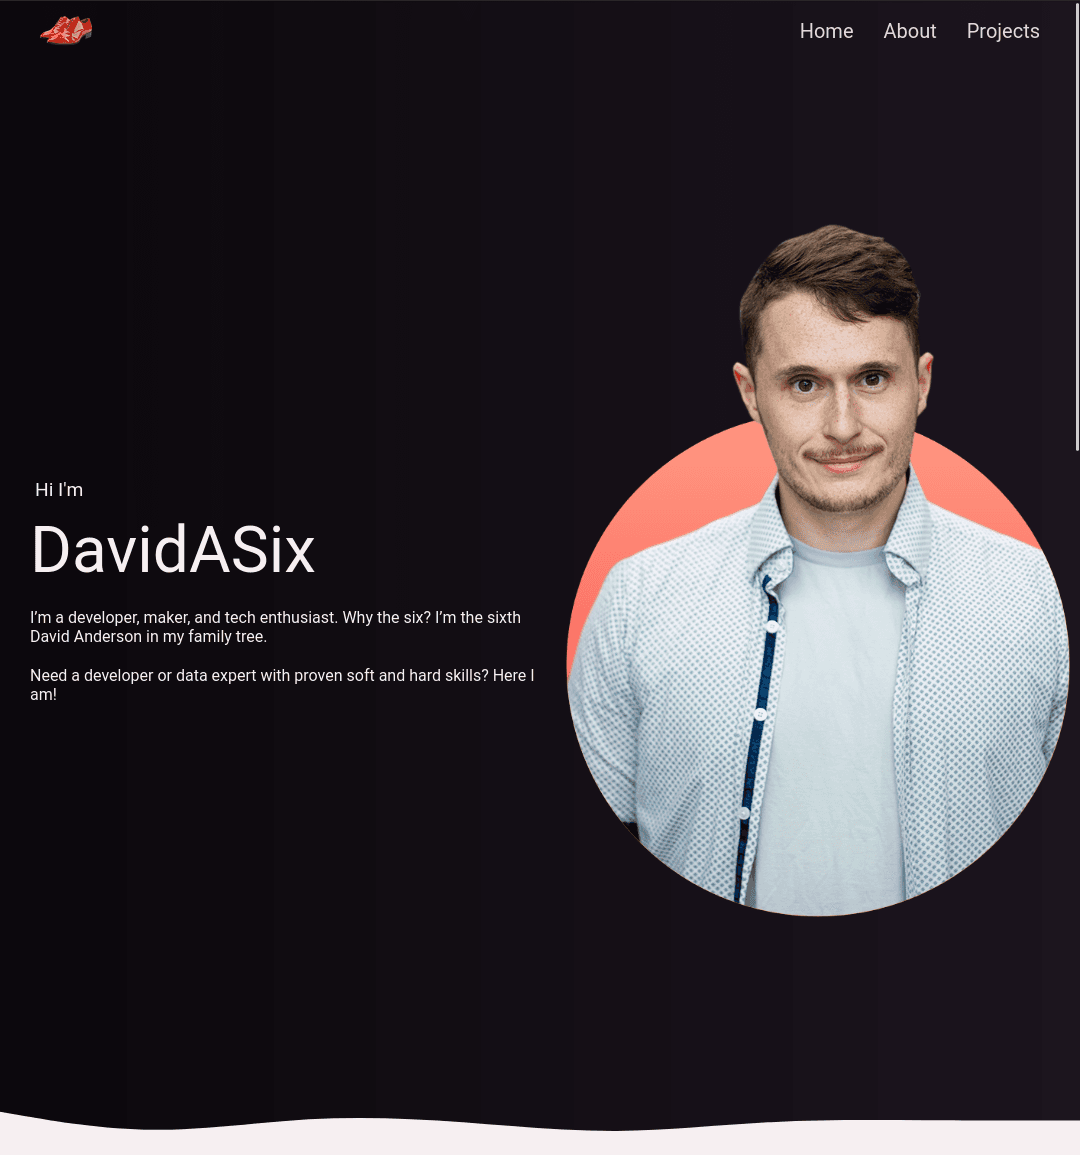 Home About Projects
Hi I'm
DavidASix
I’m a developer, maker, and tech enthusiast. Why the six? I’m the sixth
David Anderson in my family tree.
Need a developer or data expert with proven soft and hard skills? Here I
am!